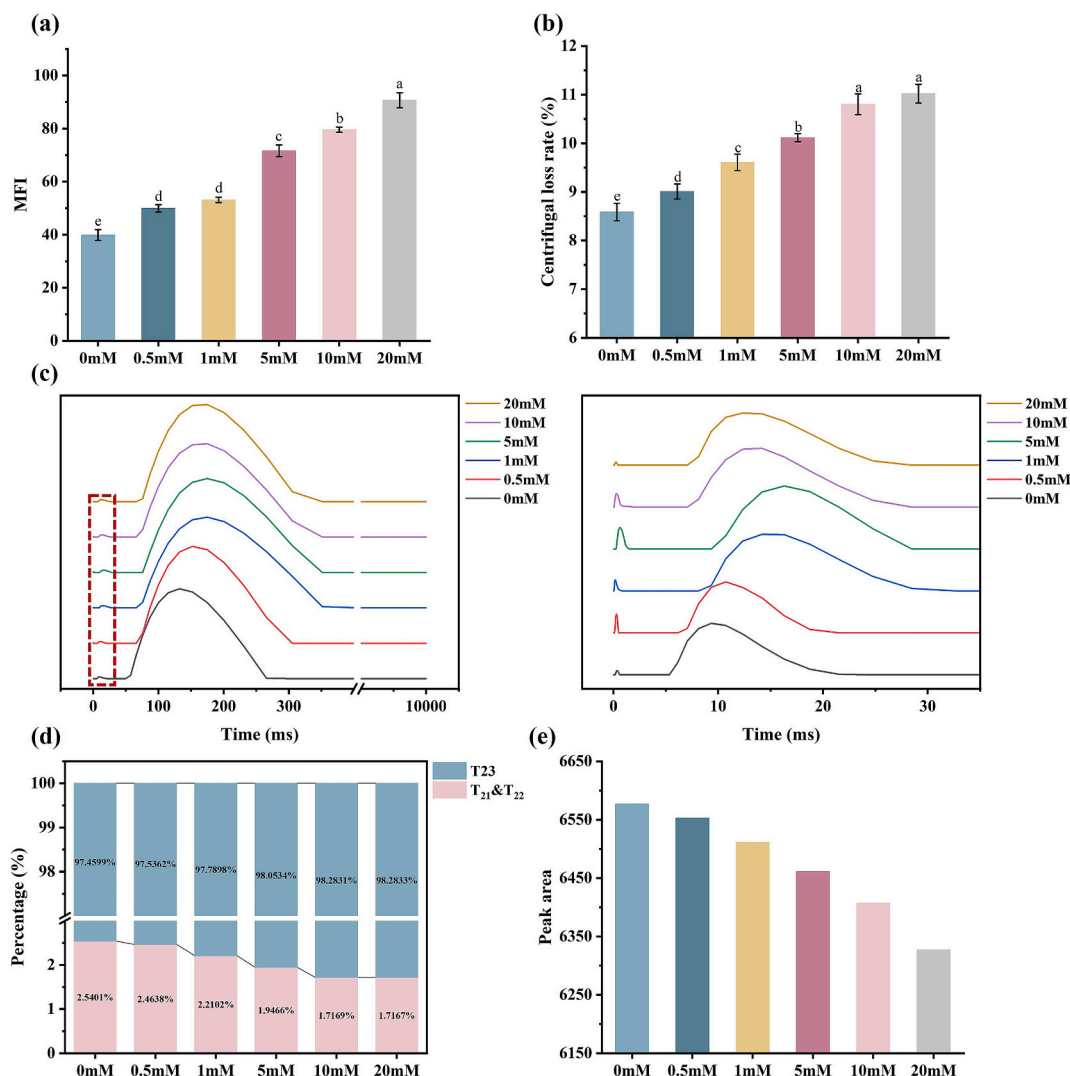 (a)
MFI
100
80
60
40
20
0
e
d
d
c
b
a
0mM 0.5mM 1mM 5mM 10mM 20mM
(b)
Centrifugal loss rate (%)
12
11
10
9
8
7
6
e
d
c
b
a
a
0mM 0.5mM 1mM 5mM 10mM 20mM
(c)
20mM
10mM
5mM
1mM
0.5mM
0mM
0 100 200 300 10000
Time (ms)
20mM
10mM
5mM
1mM
0.5mM
0mM
0 10 20 30
Time (ms)
(d)
T23
T21&T22
Percentage (%)
100
99
98
2
1
0
97.4599% 97.5362% 97.7898% 98.0534% 98.2831% 98.2833%
2.5401% 2.4638% 2.2102% 1.9466% 1.7169% 1.7167%
0mM 0.5mM 1mM 5mM 10mM 20mM
(e)
Peak area
6650
6550
6450
6350
6250
6150
0mM 0.5mM 1mM 5mM 10mM 20mM